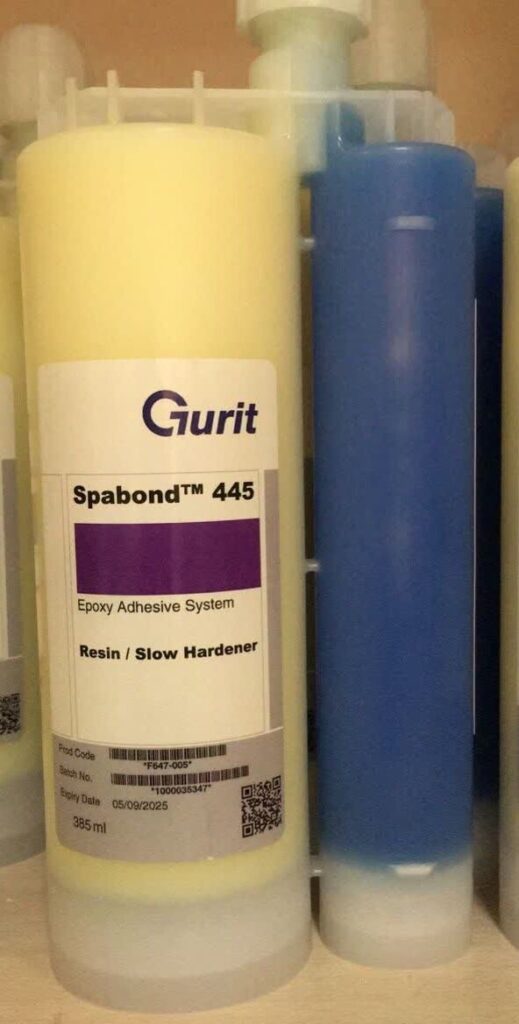 Gurit
Spabond™ 445
Epoxy Adhesive System
Resin / Slow Hardener
Prod Code
*F647-005*
Batch No.
*1000035347*
Expiry Date 05/09/2025
385 ml